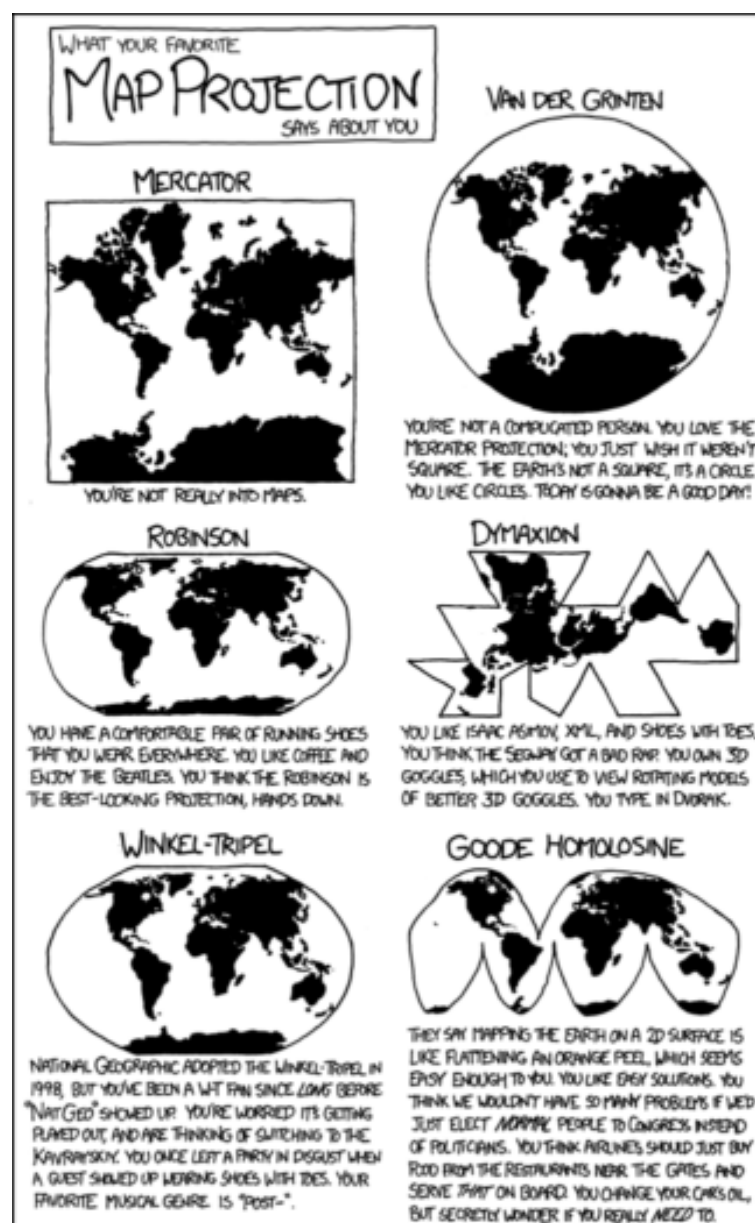 WHAT YOUR FAVORITE
MAP PROJECTION
SAYS ABOUT YOU
MERCATOR
YOU'RE NOT REALLY INTO MAPS.
VAN DER GRINTEN
YOU'RE NOT A COMPLICATED PERSON. YOU LOVE THE
MERCATOR PROJECTION; YOU JUST WISH IT WEREN'T
SQUARE. THE EARTH'S NOT A SQUARE, IT'S A CIRCLE.
YOU LIKE CIRCLES. TODAY IS GONNA BE A GOOD DAY!
ROBINSON
YOU HAVE A COMFORTABLE PAIR OF RUNNING SHOES
THAT YOU WEAR EVERYWHERE. YOU LIKE COFFEE AND
ENJOY THE BEATLES. YOU THINK THE ROBINSON IS
THE BEST-LOOKING PROJECTION, HANDS DOWN.
DYMAXION
YOU LIKE ISAAC ASIMOV, XML, AND SHOES WITH TOES.
YOU THINK THE SEGWAY GOT A BAD RAP. YOU OWN 3D
GOGGLES, WHICH YOU USE TO VIEW ROTATING MODELS
OF BETTER 3D GOGGLES. YOU TYPE IN DVORAK.
WINKEL-TRIPEL
NATIONAL GEOGRAPHIC ADOPTED THE WINKEL-TRIPEL IN
1998, BUT YOU'VE BEEN A W-T FAN SINCE LONG BEFORE
"NAT GEO" SHOWED UP. YOU'RE WORRIED IT'S GETTING
PLAYED OUT, AND ARE THINKING OF SWITCHING TO THE
KAVRAYSKIY. YOU ONCE LEFT A PARTY IN DISGUST WHEN
A GUEST SHOWED UP WEARING SHOES WITH TOES. YOUR
FAVORITE MUSICAL GENRE IS "POST-".
GOODE HOMOLOSINE
THEY SAY MAPPING THE EARTH ON A 2D SURFACE IS
LIKE FLATTENING AN ORANGE PEEL, WHICH SEEMS
EASY ENOUGH TO YOU. YOU LIKE EASY SOLUTIONS. YOU
THINK WE WOULDN'T HAVE SO MANY PROBLEMS IF WE'D
JUST ELECT NORMAL PEOPLE TO CONGRESS INSTEAD
OF POLITICIANS. YOU THINK AIRLINES SHOULD JUST BUY
FOOD FROM THE RESTAURANTS NEAR THE GATES AND
SERVE THAT ON BOARD. YOU CHANGE YOUR CAR'S OIL,
BUT SECRETLY WONDER IF YOU REALLY NEED TO.